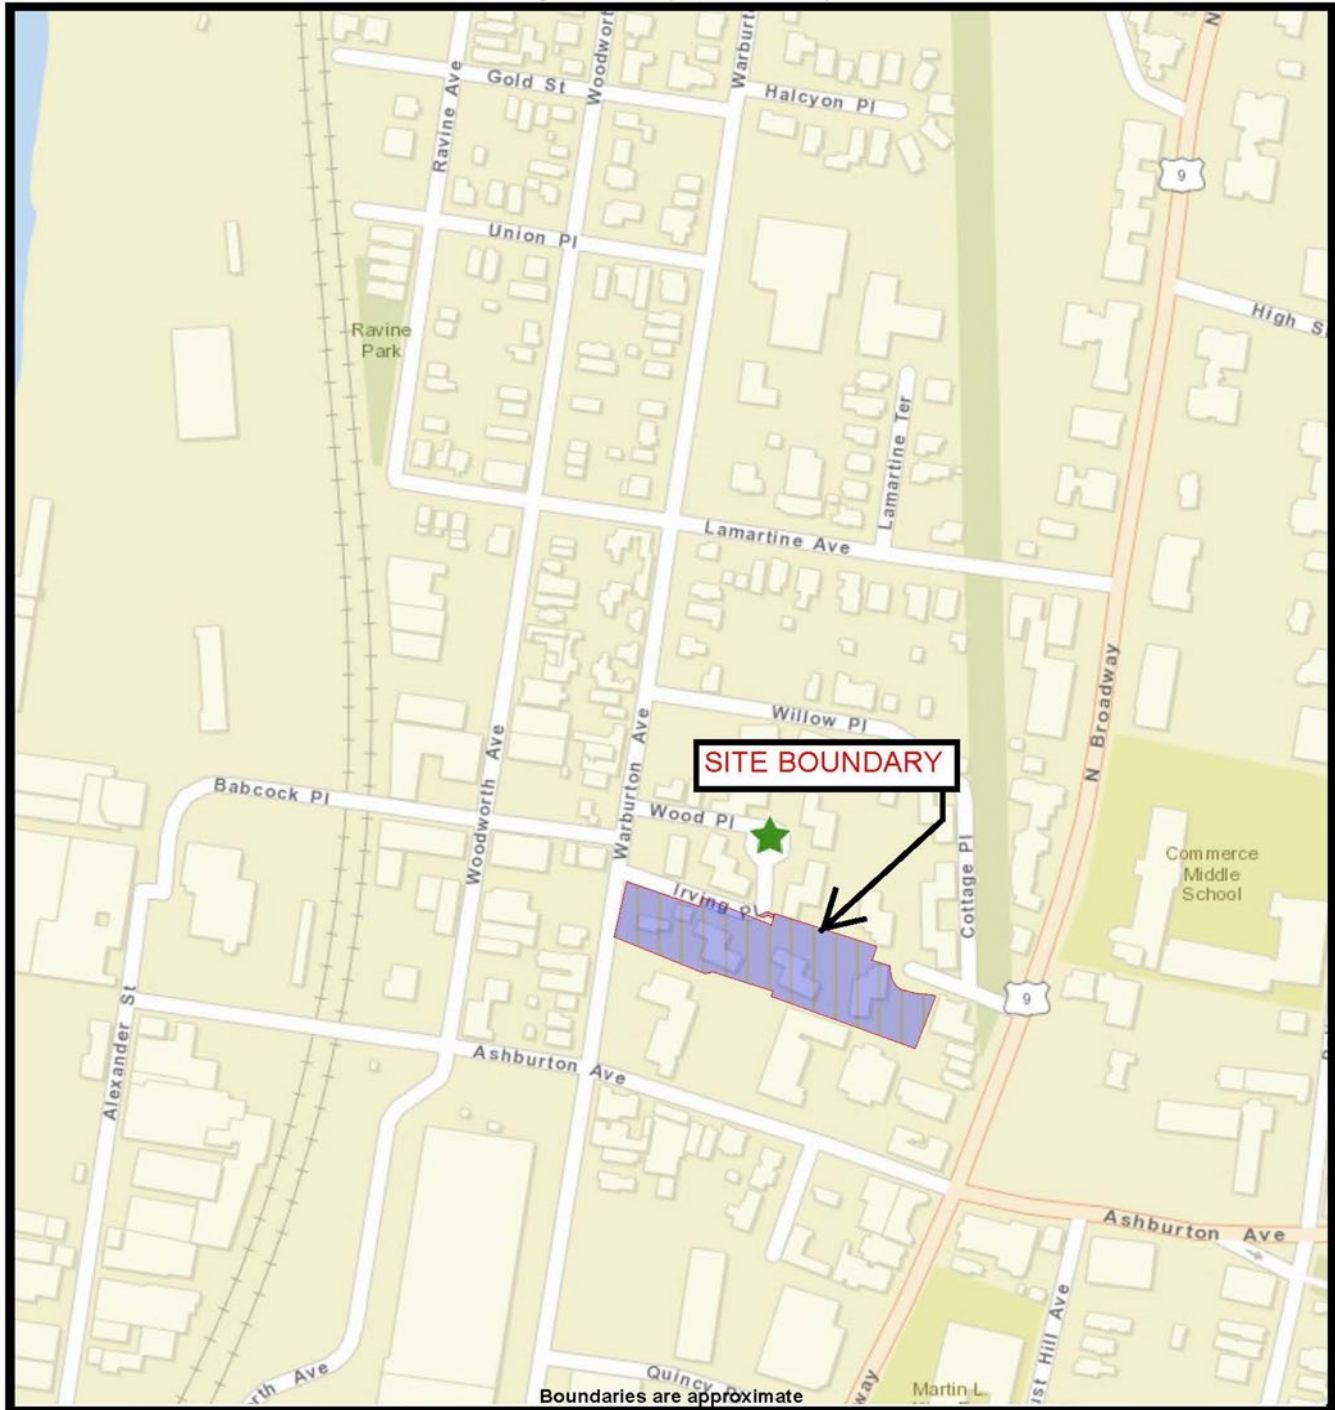 Gold St
Halcyon Pl
Ravine Ave
9
Union Pl
High S
Ravine
Park
Lamartine Ter
Lamartine Ave
Willow Pl
N Broadway
SITE BOUNDARY
Babcock Pl
Wood Pl
Woodworth Ave
Warburton Ave
Irving Pl
Cottage Pl
Commerce
Middle
School
9
Alexander St
Ashburton Ave
Ashburton Ave
Quincy
Martin L
Boundaries are approximate